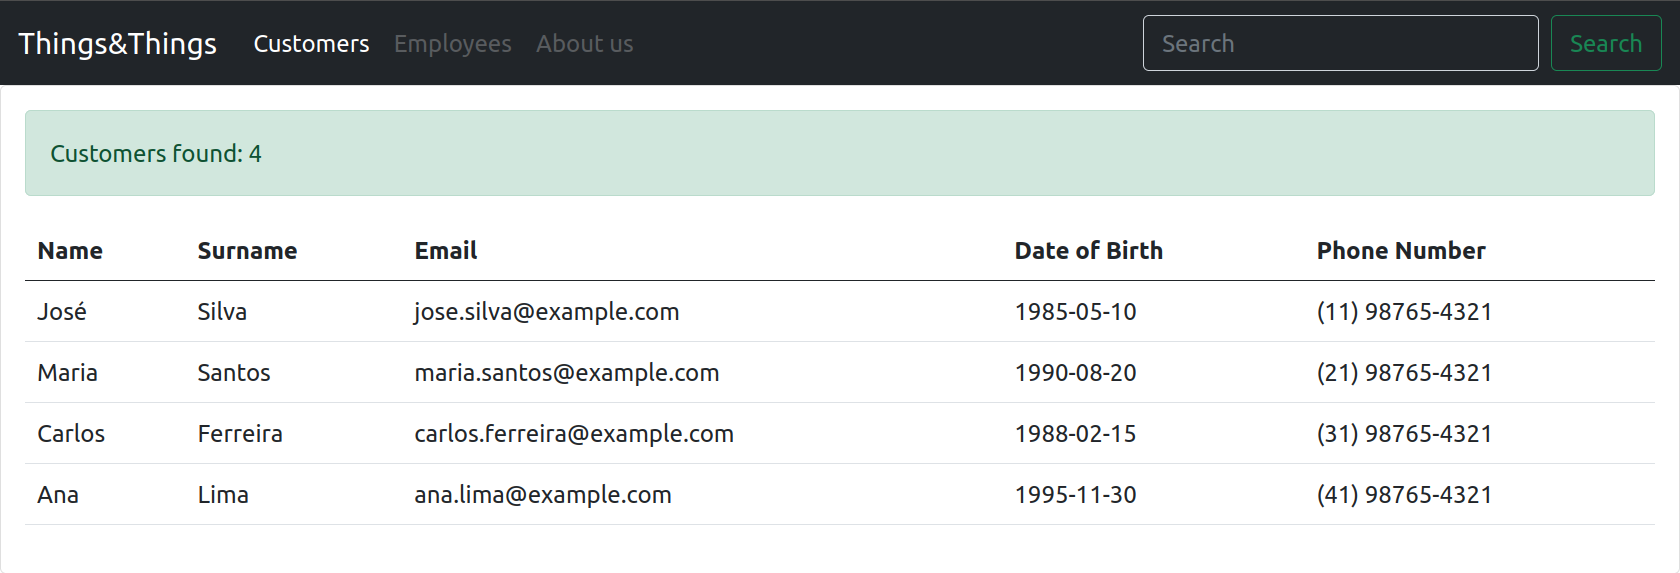 Things&Things Customers Employees About us Search Search
Customers found: 4
Name Surname Email Date of Birth Phone Number
José Silva jose.silva@example.com 1985-05-10 (11) 98765-4321
Maria Santos maria.santos@example.com 1990-08-20 (21) 98765-4321
Carlos Ferreira carlos.ferreira@example.com 1988-02-15 (31) 98765-4321
Ana Lima ana.lima@example.com 1995-11-30 (41) 98765-4321